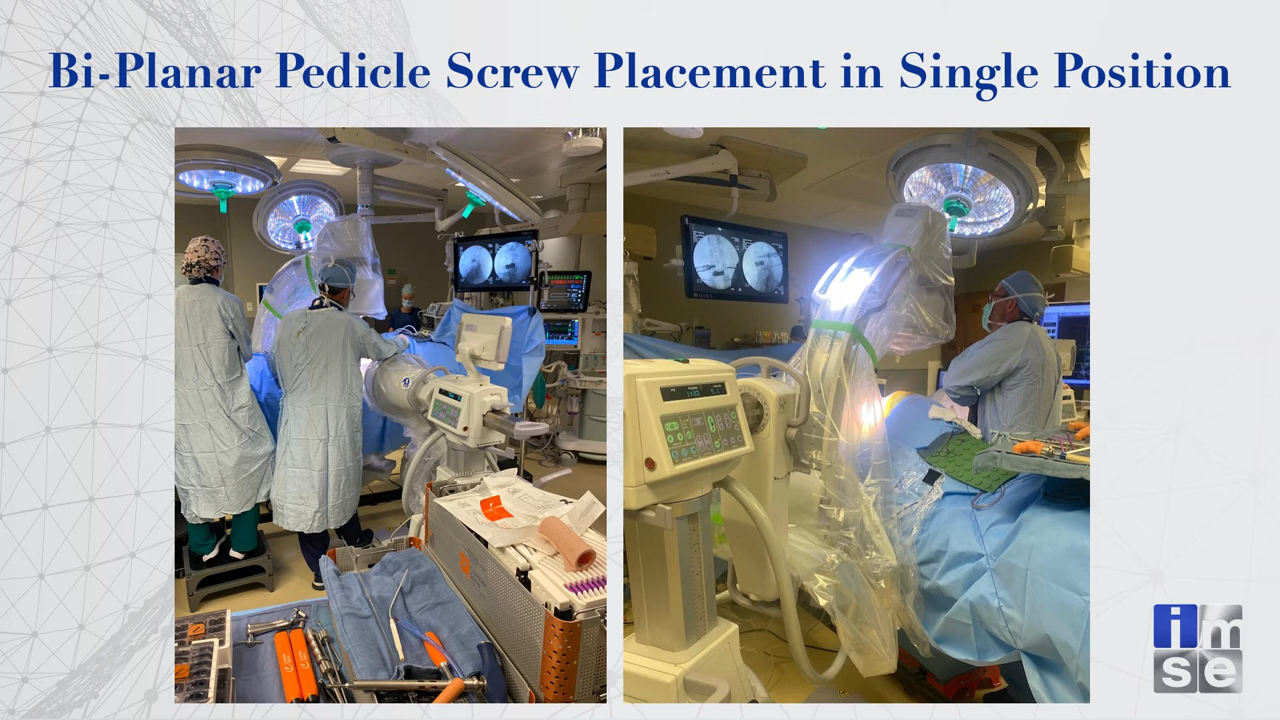 Bi-Planar Pedicle Screw Placement in Single Position
im
se